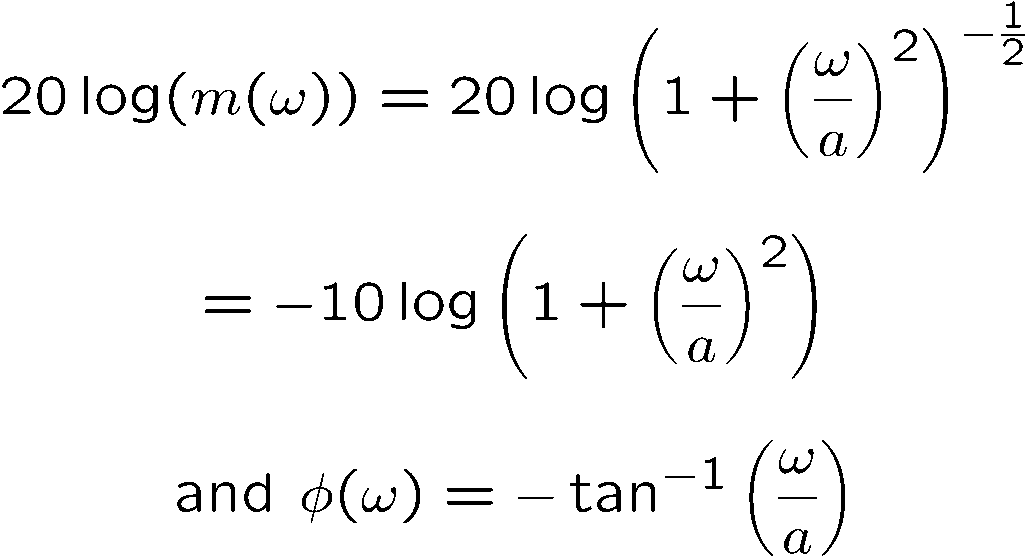 20 log(m(ω)) = 20 log (1 + (ω/a)²)^(-1/2)
= −10 log (1 + (ω/a)²)
and ϕ(ω) = − tan⁻¹ (ω/a)